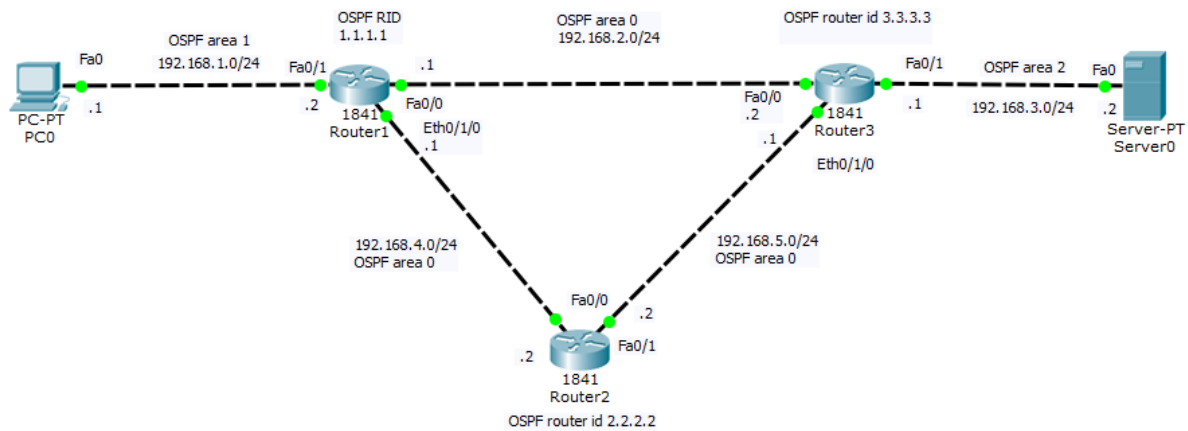 OSPF RID
1.1.1.1
OSPF area 0
192.168.2.0/24
OSPF router id 3.3.3.3
OSPF area 1
192.168.1.0/24
Fa0
Fa0/1
.1
.2
.1
Fa0/0
Eth0/1/0
.1
PC-PT
PC0
1841
Router1
Fa0/0
.2
.1
1841
Router3
Eth0/1/0
Fa0/1
.1
OSPF area 2
192.168.3.0/24
Fa0
.2
Server-PT
Server0
192.168.4.0/24
OSPF area 0
192.168.5.0/24
OSPF area 0
Fa0/0
.2
.2
Fa0/1
1841
Router2
OSPF router id 2.2.2.2